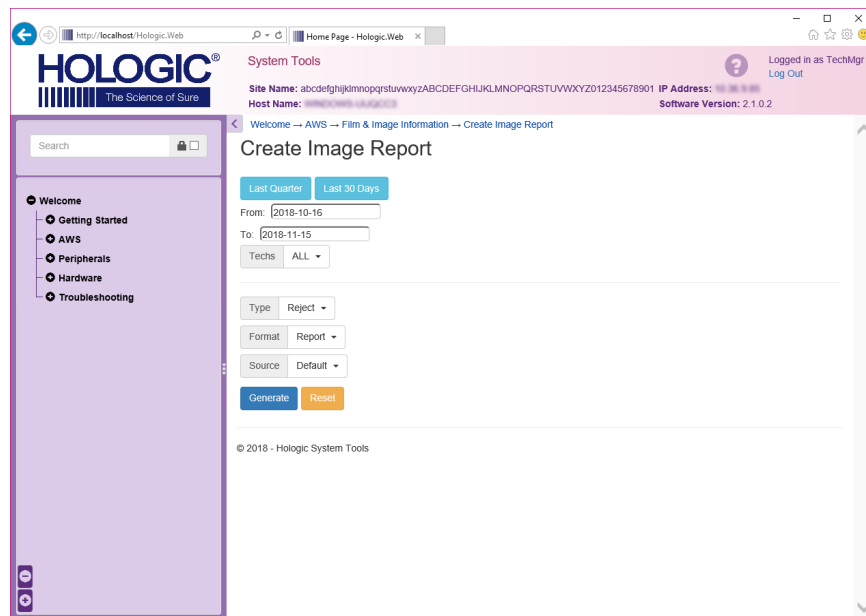 http://localhost/Hologic.Web
Home Page - Hologic.Web
HOLOGIC®
The Science of Sure
System Tools
Logged in as TechMgr
Log Out
Site Name: abcdefghijklmnopqrstuvwxyzABCDEFGHIJKLMNOPQRSTUVWXYZ012345678901 IP Address:
Host Name:
Software Version: 2.1.0.2
Welcome → AWS → Film & Image Information → Create Image Report
Search
Welcome
Getting Started
AWS
Peripherals
Hardware
Troubleshooting
Create Image Report
Last Quarter Last 30 Days
From: 2018-10-16
To: 2018-11-15
Techs ALL
Type Reject
Format Report
Source Default
Generate Reset
© 2018 - Hologic System Tools